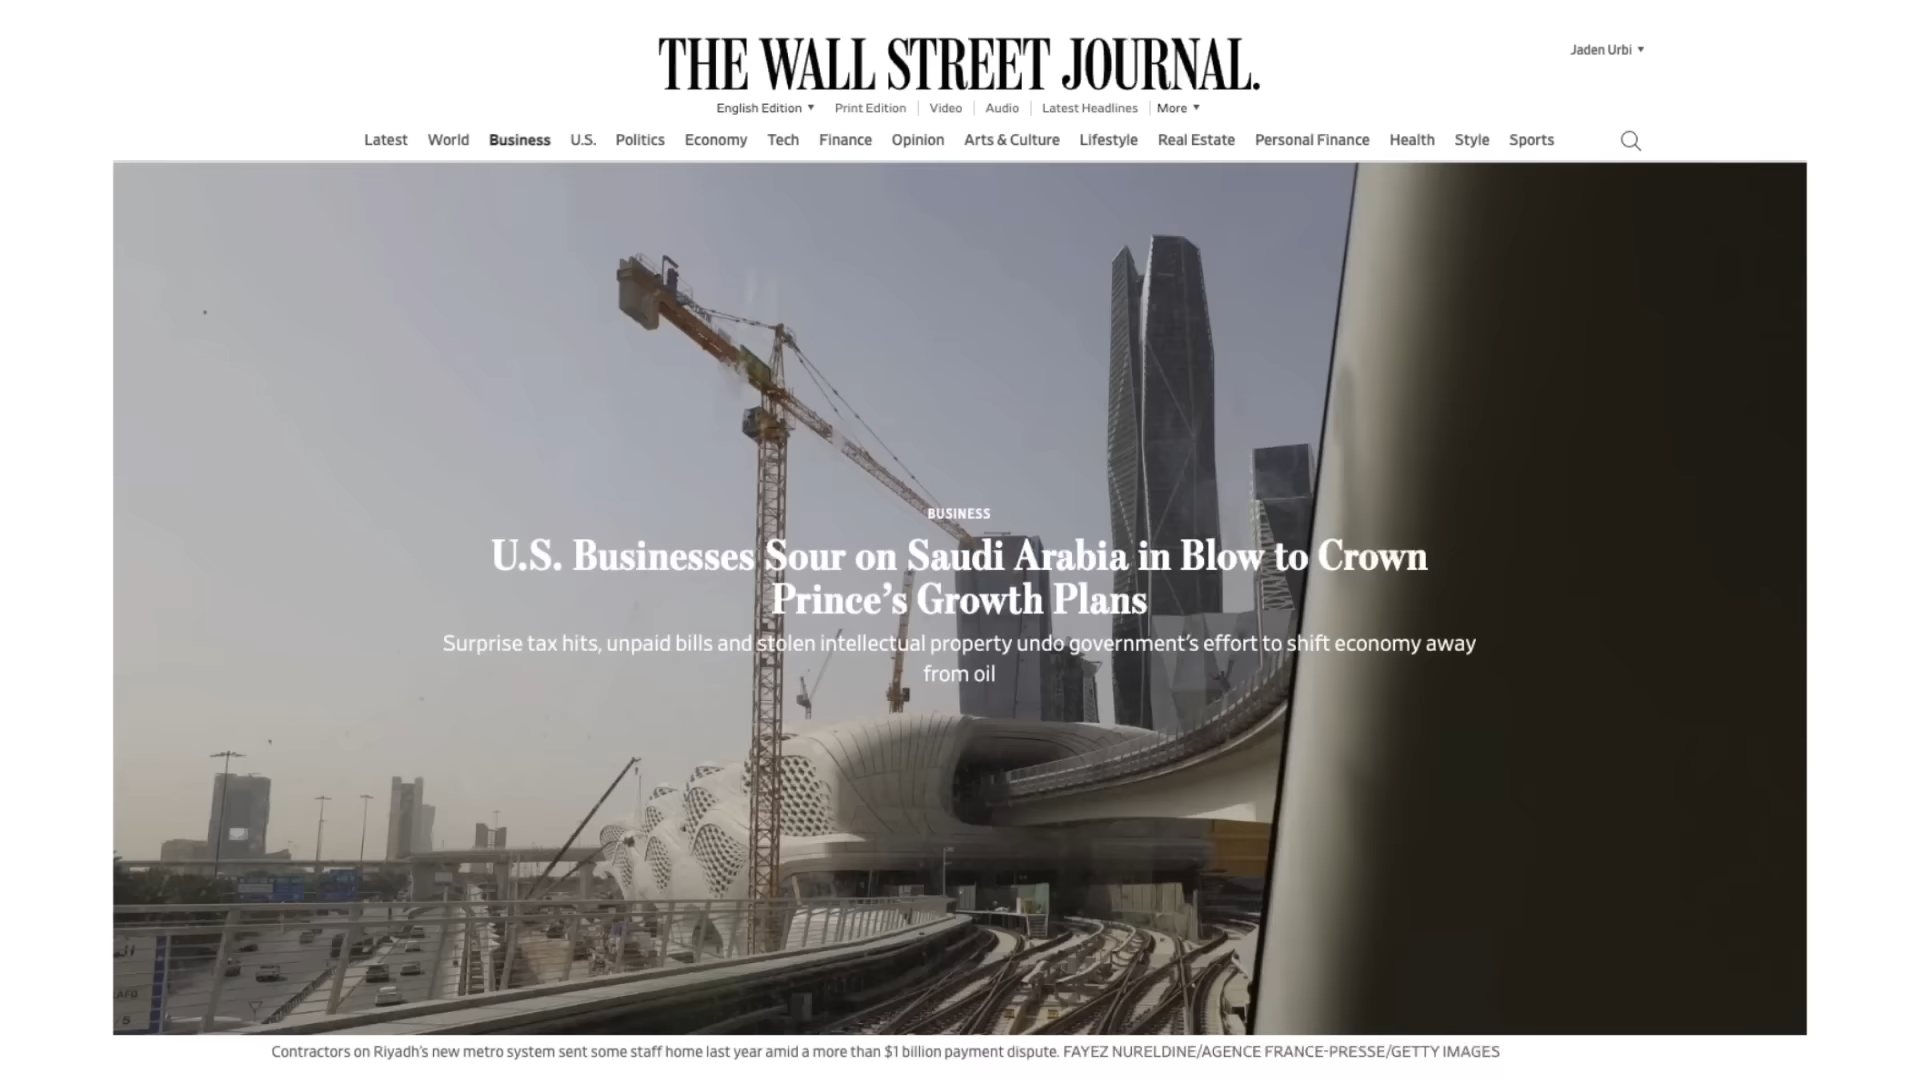 THE WALL STREET JOURNAL.
Jaden Urbi
English Edition Print Edition Video Audio Latest Headlines More
Latest World Business U.S. Politics Economy Tech Finance Opinion Arts & Culture Lifestyle Real Estate Personal Finance Health Style Sports
BUSINESS
U.S. Businesses Sour on Saudi Arabia in Blow to Crown
Prince's Growth Plans
Surprise tax hits, unpaid bills and stolen intellectual property undo government's effort to shift economy away
from oil
Contractors on Riyadh's new metro system sent some staff home last year amid a more than $1 billion payment dispute. FAYEZ NURELDINE/AGENCE FRANCE-PRESSE/GETTY IMAGES